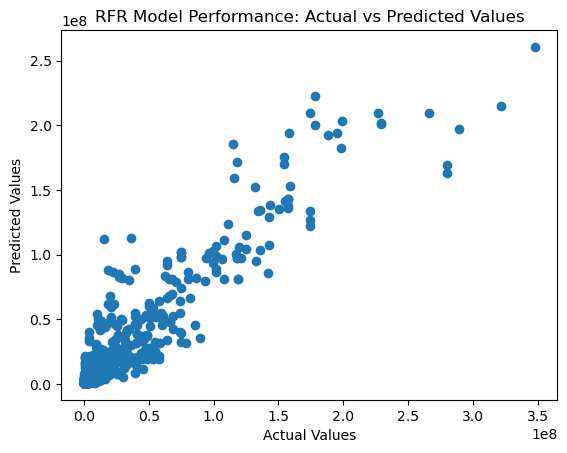 RFR Model Performance: Actual vs Predicted Values
1e8
2.5
2.0
1.5
1.0
0.5
0.0
Predicted Values
0.0 0.5 1.0 1.5 2.0 2.5 3.0 3.5
1e8
Actual Values